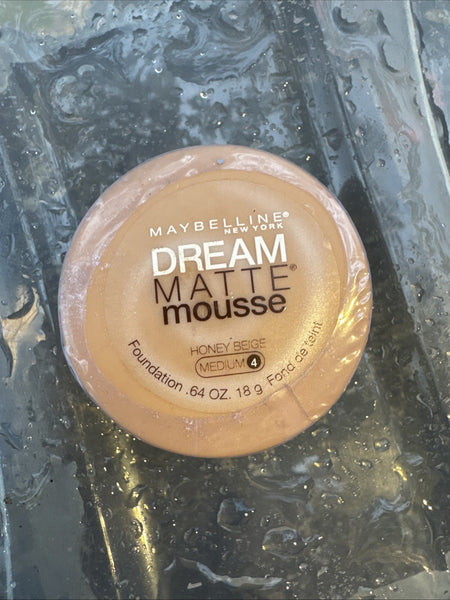 MAYBELLINE®
NEW YORK
DREAM
MATTE®
mousse
HONEY BEIGE
MEDIUM 4
Foundation .64 OZ. 18 g Fond de teint